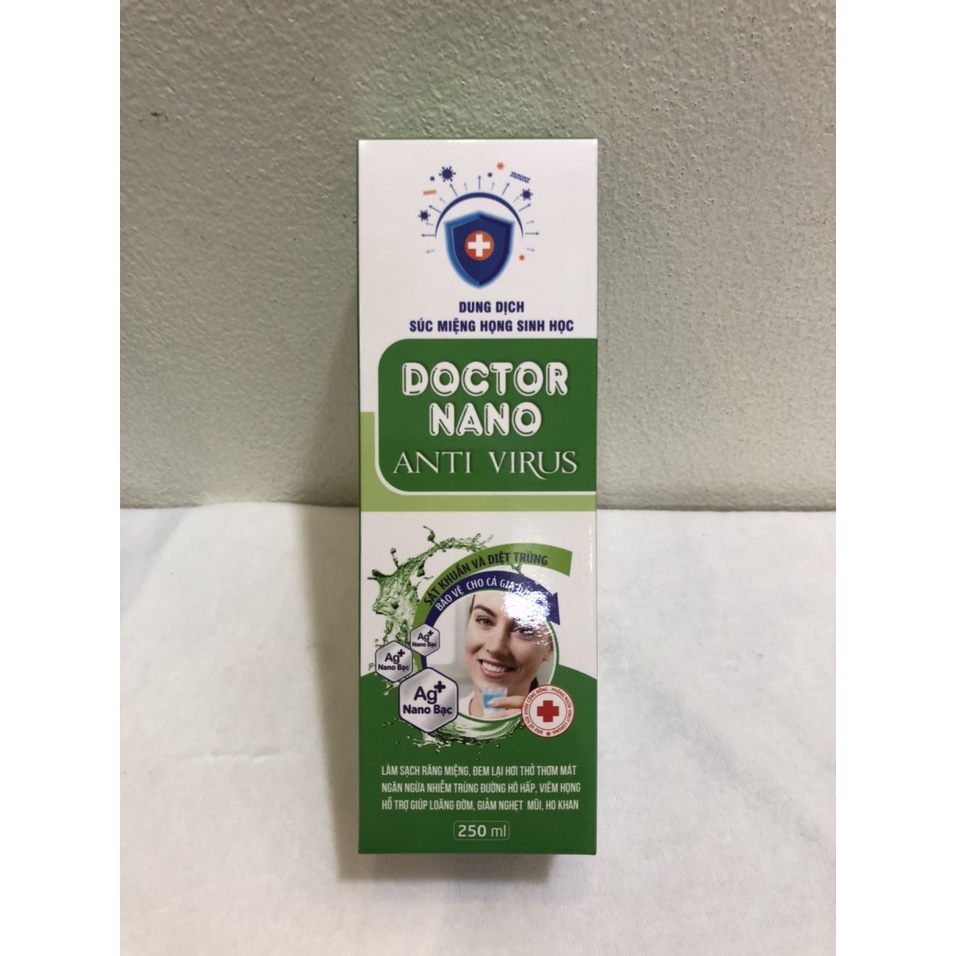 DUNG DỊCH
SÚC MIỆNG HỌNG SINH HỌC
DOCTOR
NANO
ANTI VIRUS
SÁT KHUẨN VÀ DIỆT TRÙNG
BẢO VỆ CHO CẢ GIA
Ag+
Nano Bạc
Ag+
Nano Bạc
Ag+
Nano Bạc
LÀM SẠCH RĂNG MIỆNG, ĐEM LẠI HƠI THỞ THƠM MÁT
NGĂN NGỪA NHIỄM TRÙNG ĐƯỜNG HÔ HẤP, VIÊM HỌNG
HỖ TRỢ GIÚP LOÃNG ĐỜM, GIẢM NGHẸT MŨI, HO KHAN
250 ml